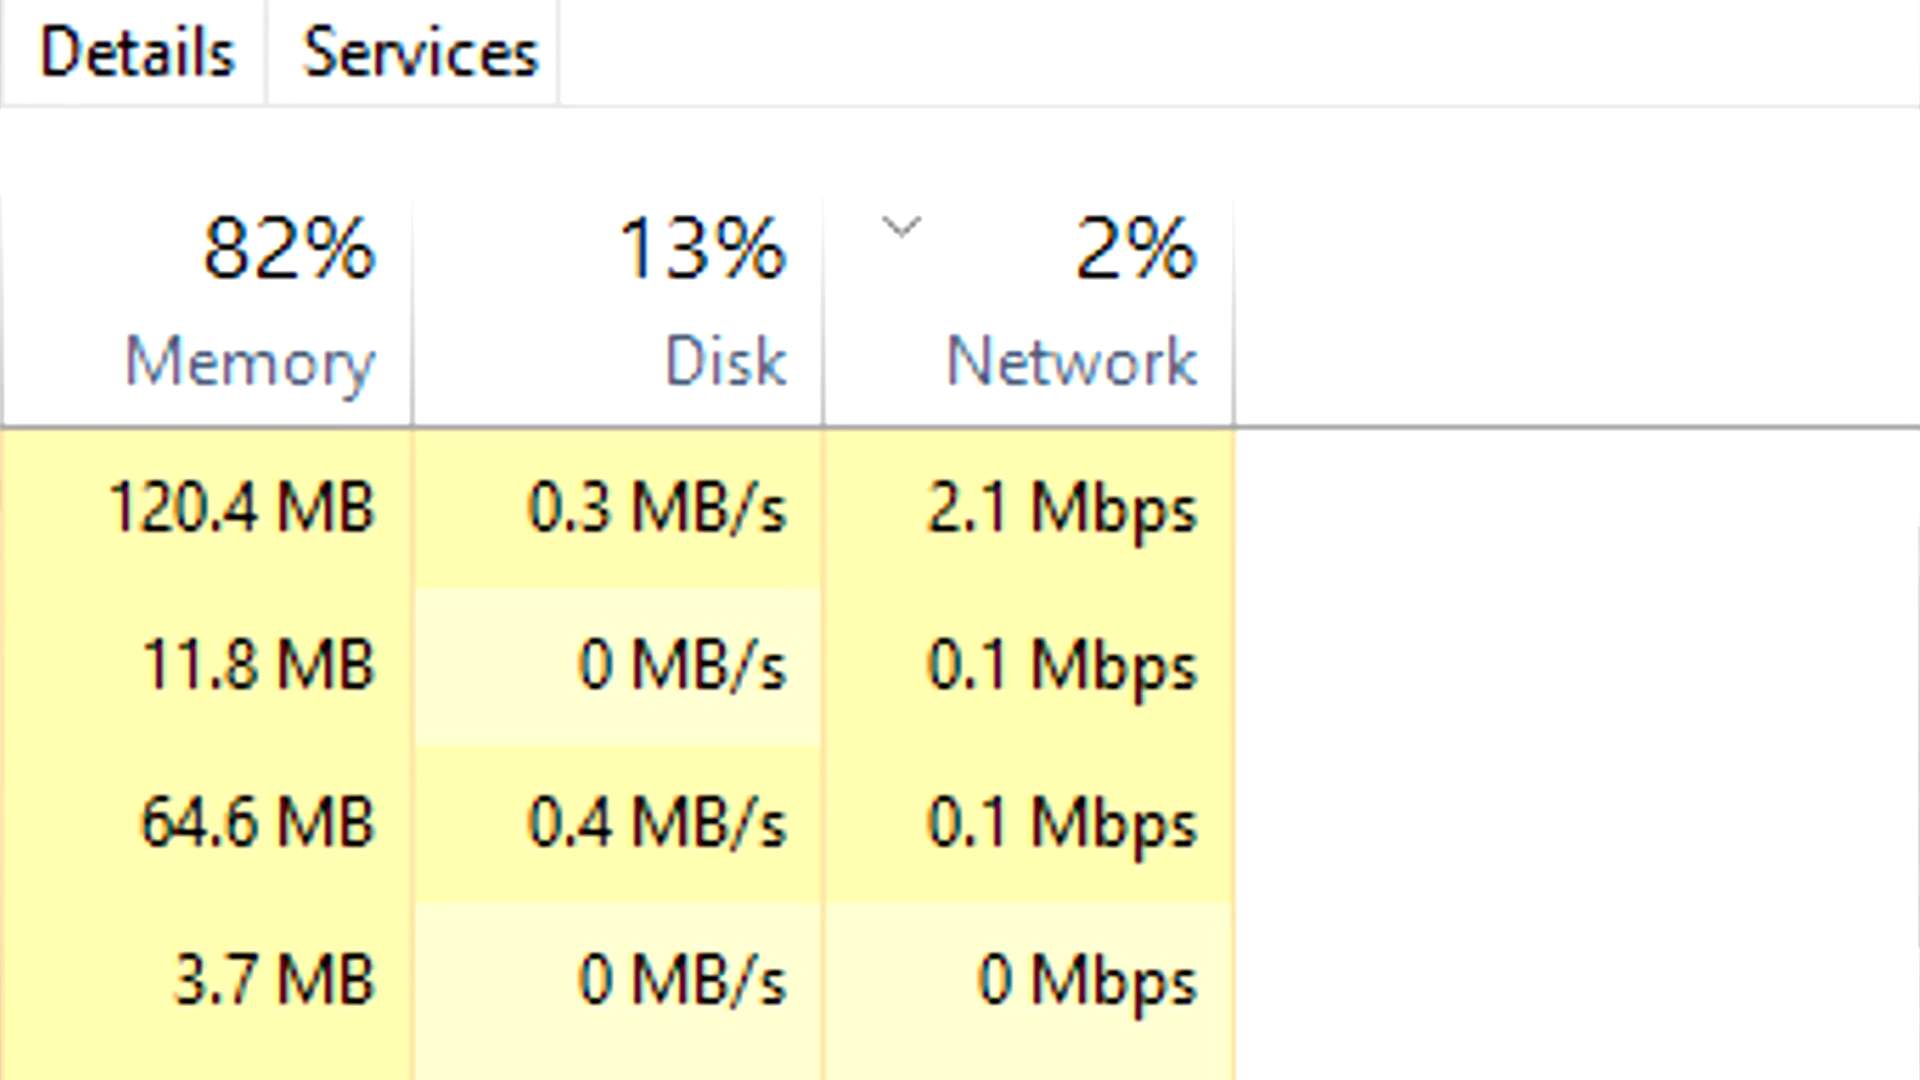 Details Services
82% 13% 2%
Memory Disk Network
120.4 MB 0.3 MB/s 2.1 Mbps
11.8 MB 0 MB/s 0.1 Mbps
64.6 MB 0.4 MB/s 0.1 Mbps
3.7 MB 0 MB/s 0 Mbps